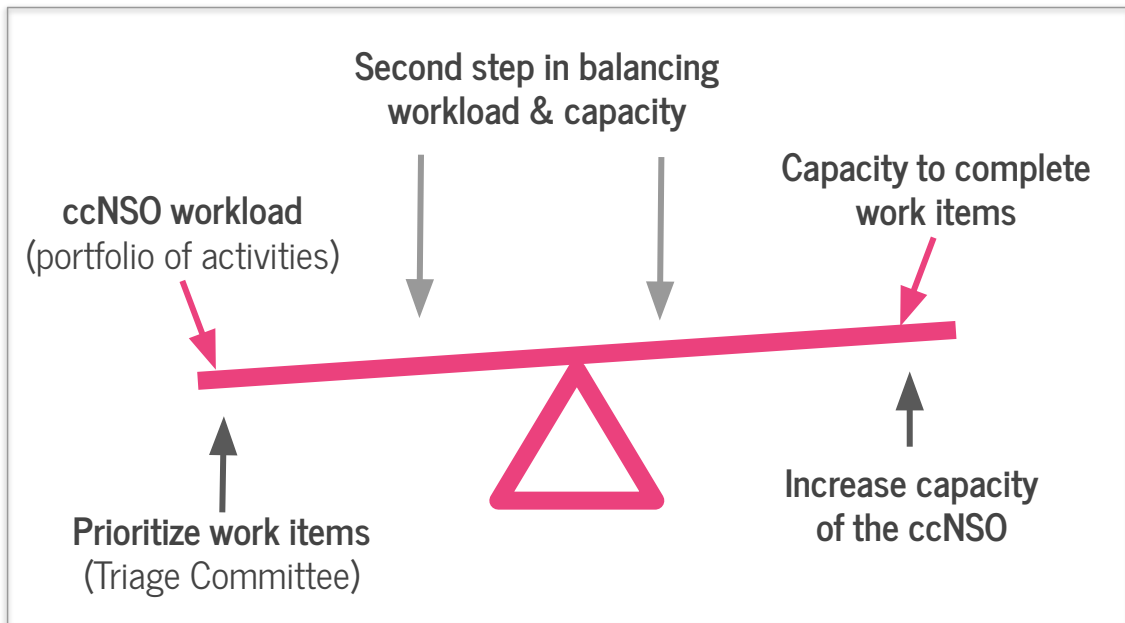 Second step in balancing
workload & capacity
ccNSO workload
(portfolio of activities)
Capacity to complete
work items
Prioritize work items
(Triage Committee)
Increase capacity
of the ccNSO